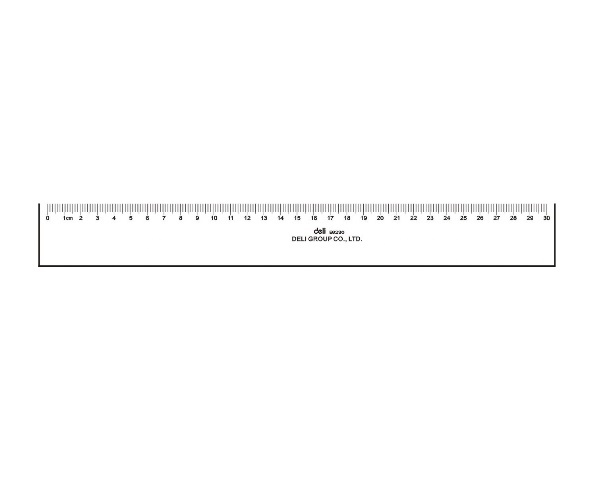 0 1cm 2 3 4 5 6 7 8 9 10 11 12 13 14 15 16 17 18 19 20 21 22 23 24 25 26 27 28 29 30
deli
DELI GROUP CO., LTD.